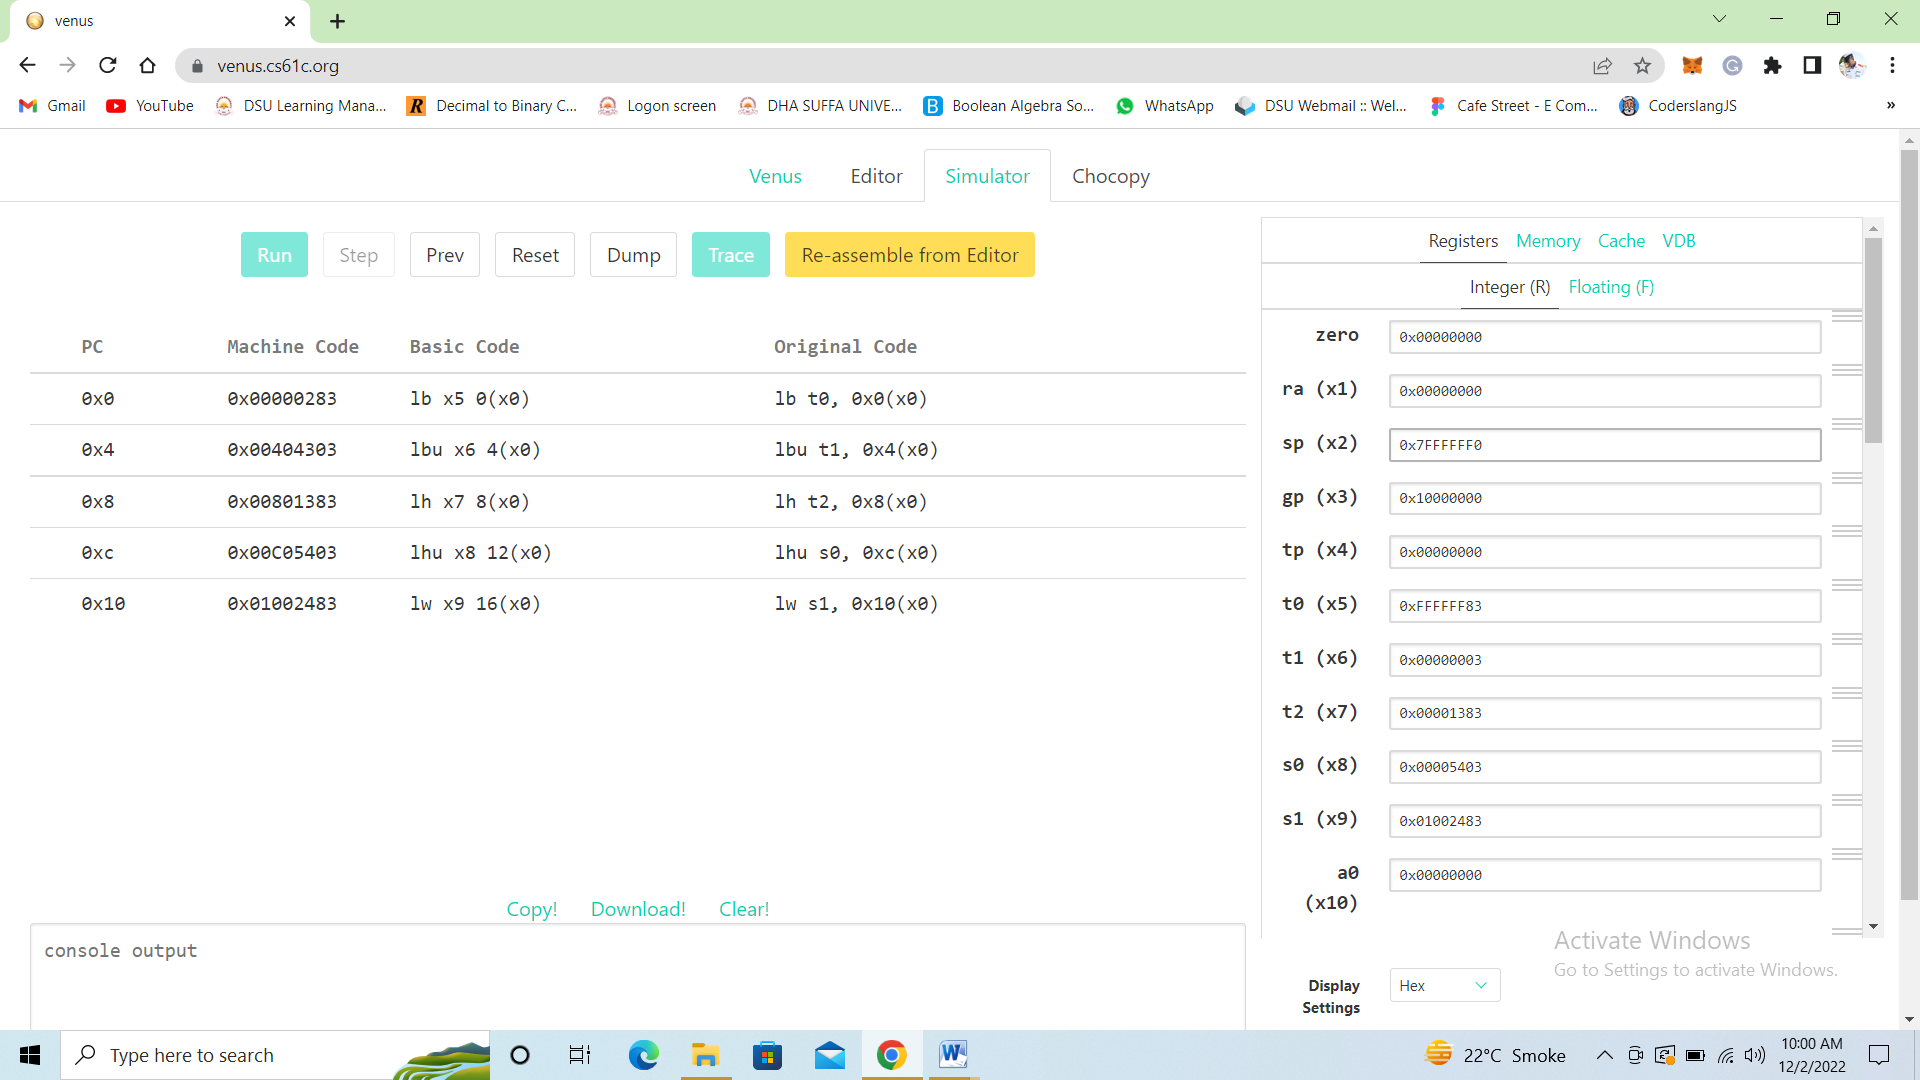 venus
venus.cs61c.org
Gmail YouTube DSU Learning Mana... Decimal to Binary C... Logon screen DHA SUFFA UNIVE... Boolean Algebra So... WhatsApp DSU Webmail :: Wel... Cafe Street - E Com... CoderslangJS »
Venus Editor Simulator Chocopy
Run Step Prev Reset Dump Trace Re-assemble from Editor
PC Machine Code Basic Code Original Code
0x0 0x00000283 lb x5 0(x0) lb t0, 0x0(x0)
0x4 0x00404303 lbu x6 4(x0) lbu t1, 0x4(x0)
0x8 0x00801383 lh x7 8(x0) lh t2, 0x8(x0)
0xc 0x00C05403 lhu x8 12(x0) lhu s0, 0xc(x0)
0x10 0x01002483 lw x9 16(x0) lw s1, 0x10(x0)
Copy! Download! Clear!
console output
Registers Memory Cache VDB
Integer (R) Floating (F)
zero 0x00000000
ra (x1) 0x00000000
sp (x2) 0x7FFFFFF0
gp (x3) 0x10000000
tp (x4) 0x00000000
t0 (x5) 0xFFFFFF83
t1 (x6) 0x00000003
t2 (x7) 0x00001383
s0 (x8) 0x00005403
s1 (x9) 0x01002483
a0 0x00000000
(x10)
Display Hex
Settings
Activate Windows
Go to Settings to activate Windows.
Type here to search
22°C Smoke
10:00 AM
12/2/2022